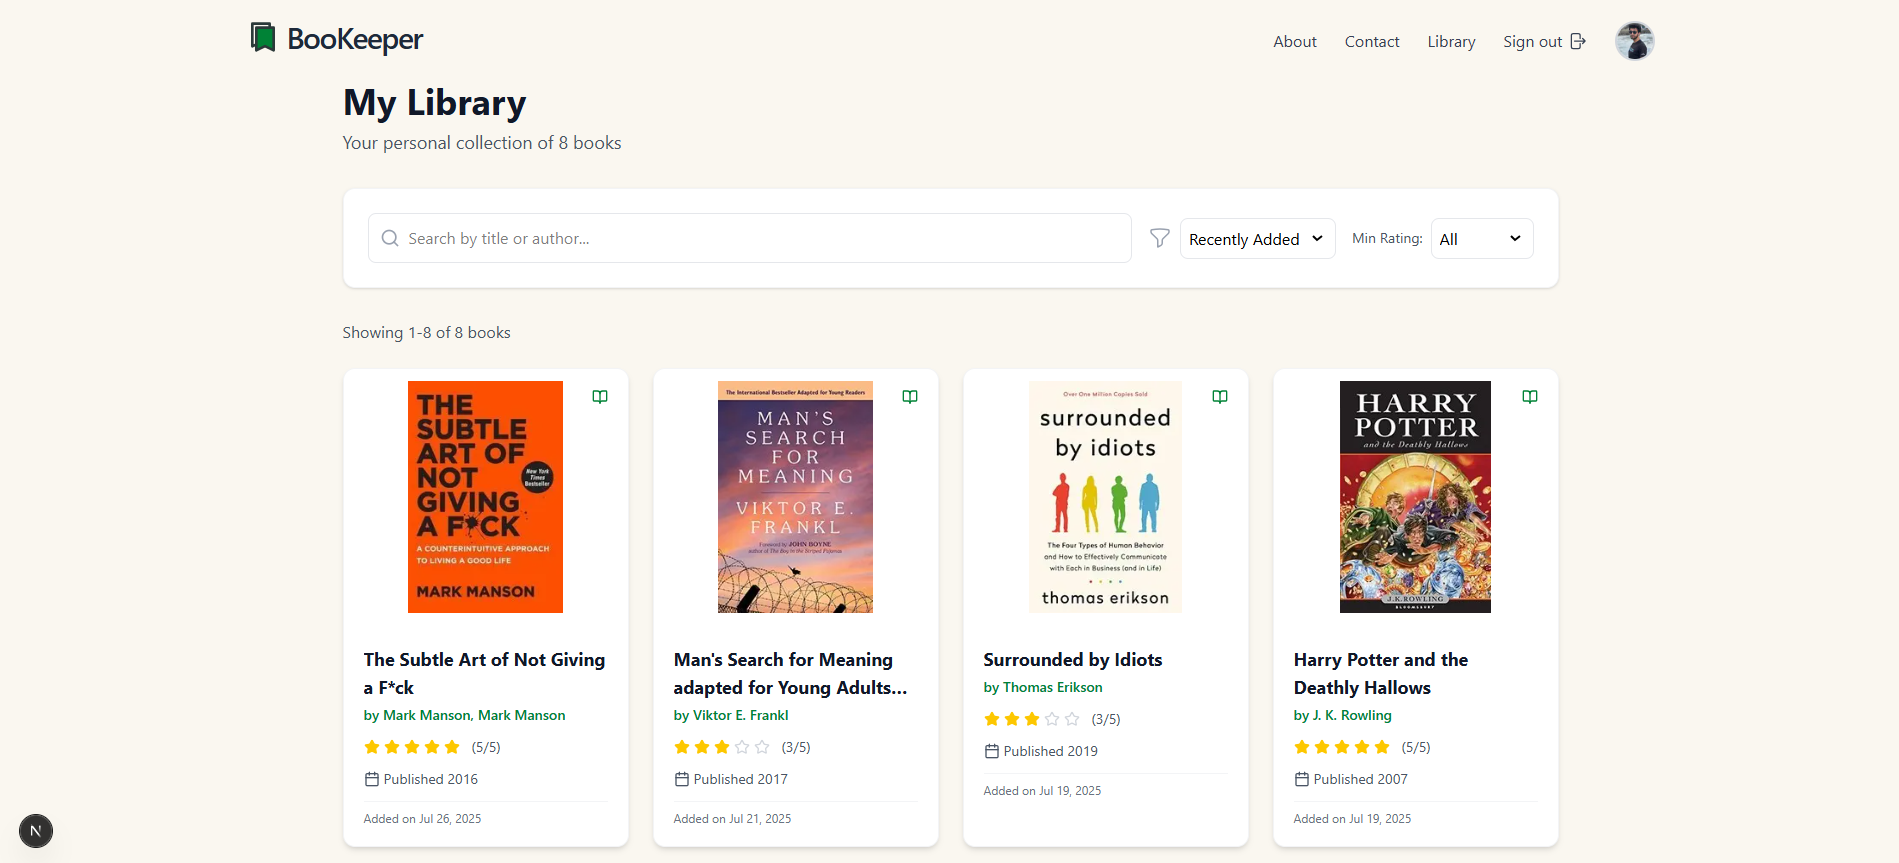 BooKeeper
About Contact Library Sign out
My Library
Your personal collection of 8 books
Search by title or author...
Recently Added
Min Rating: All
Showing 1-8 of 8 books
THE
SUBTLE
ART OF
NOT
GIVING
A F*CK
New York
Times
Bestseller
A COUNTERINTUITIVE APPROACH
TO LIVING A GOOD LIFE
MARK MANSON
The Subtle Art of Not Giving
a F*ck
by Mark Manson, Mark Manson
(5/5)
Published 2016
Added on Jul 26, 2025
The International Bestseller Adapted for Young Readers
MAN'S
SEARCH
FOR
MEANING
VIKTOR E.
FRANKL
Foreword by JOHN BOYNE
author of The Boy in the Striped Pajamas
Man's Search for Meaning
adapted for Young Adults...
by Viktor E. Frankl
(3/5)
Published 2017
Added on Jul 21, 2025
Over One Million Copies Sold
surrounded
by idiots
The Four Types of Human Behavior
and How to Effectively Communicate
with Each in Business (and in Life)
thomas erikson
Surrounded by Idiots
by Thomas Erikson
(3/5)
Published 2019
Added on Jul 19, 2025
HARRY
POTTER
and the Deathly Hallows
J.K.ROWLING
BLOOMSBURY
Harry Potter and the
Deathly Hallows
by J. K. Rowling
(5/5)
Published 2007
Added on Jul 19, 2025
N